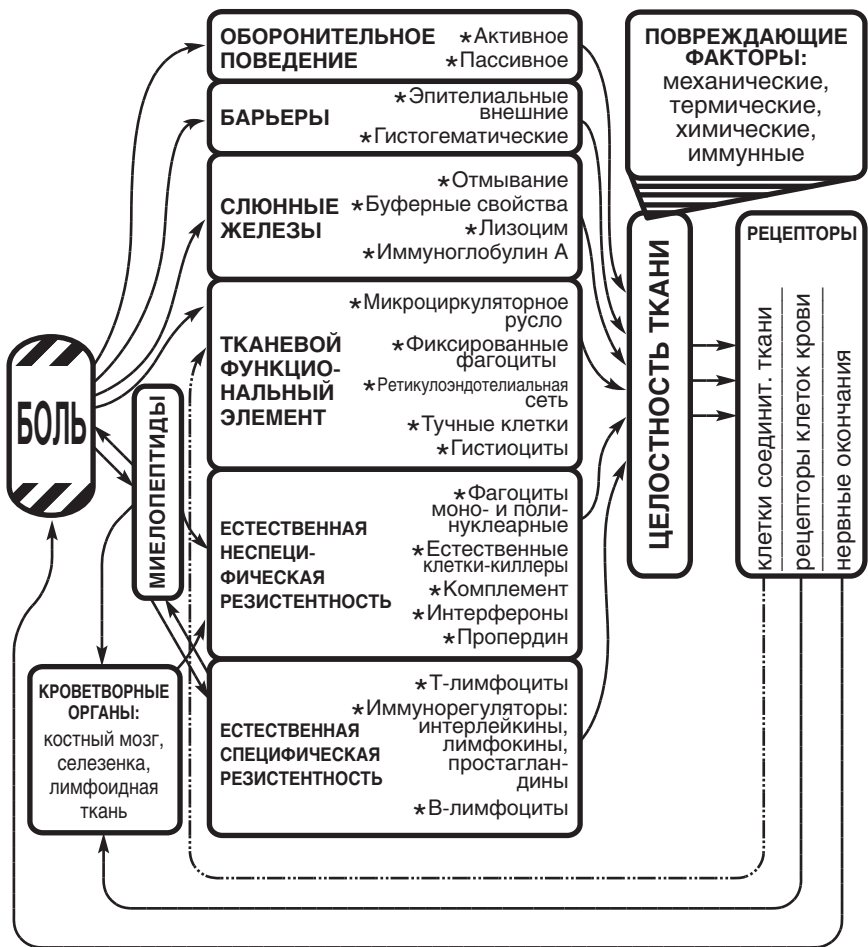 ОБОРОНИТЕЛЬНОЕ
ПОВЕДЕНИЕ
*Активное
*Пассивное
БАРЬЕРЫ
*Эпителиальные
внешние
*Гистогематические
СЛЮННЫЕ
ЖЕЛЕЗЫ
*Отмывание
*Буферные свойства
*Лизоцим
*Иммуноглобулин А
ТКАНЕВОЙ
ФУНКЦИО-
НАЛЬНЫЙ
ЭЛЕМЕНТ
*Микроциркуляторное
русло
*Фиксированные
фагоциты
*Ретикулоэндотелиальная
сеть
*Тучные клетки
*Гистиоциты
ЕСТЕСТВЕННАЯ
НЕСПЕЦИ-
ФИЧЕСКАЯ
РЕЗИСТЕНТНОСТЬ
*Фагоциты
моно- и поли-
нуклеарные
*Естественные
клетки-киллеры
*Комплемент
*Интерфероны
*Пропердин
ЕСТЕСТВЕННАЯ
СПЕЦИФИЧЕСКАЯ
РЕЗИСТЕНТНОСТЬ
*Т-лимфоциты
*Иммунорегуляторы:
интерлейкины,
лимфокины,
простаглан-
дины
*В-лимфоциты
БОЛЬ
МИЕЛОПЕПТИДЫ
КРОВЕТВОРНЫЕ
ОРГАНЫ:
костный мозг,
селезенка,
лимфоидная
ткань
ПОВРЕЖДАЮЩИЕ
ФАКТОРЫ:
механические,
термические,
химические,
иммунные
ЦЕЛОСТНОСТЬ ТКАНИ
РЕЦЕПТОРЫ
клетки соединит. ткани
рецепторы клеток крови
нервные окончания